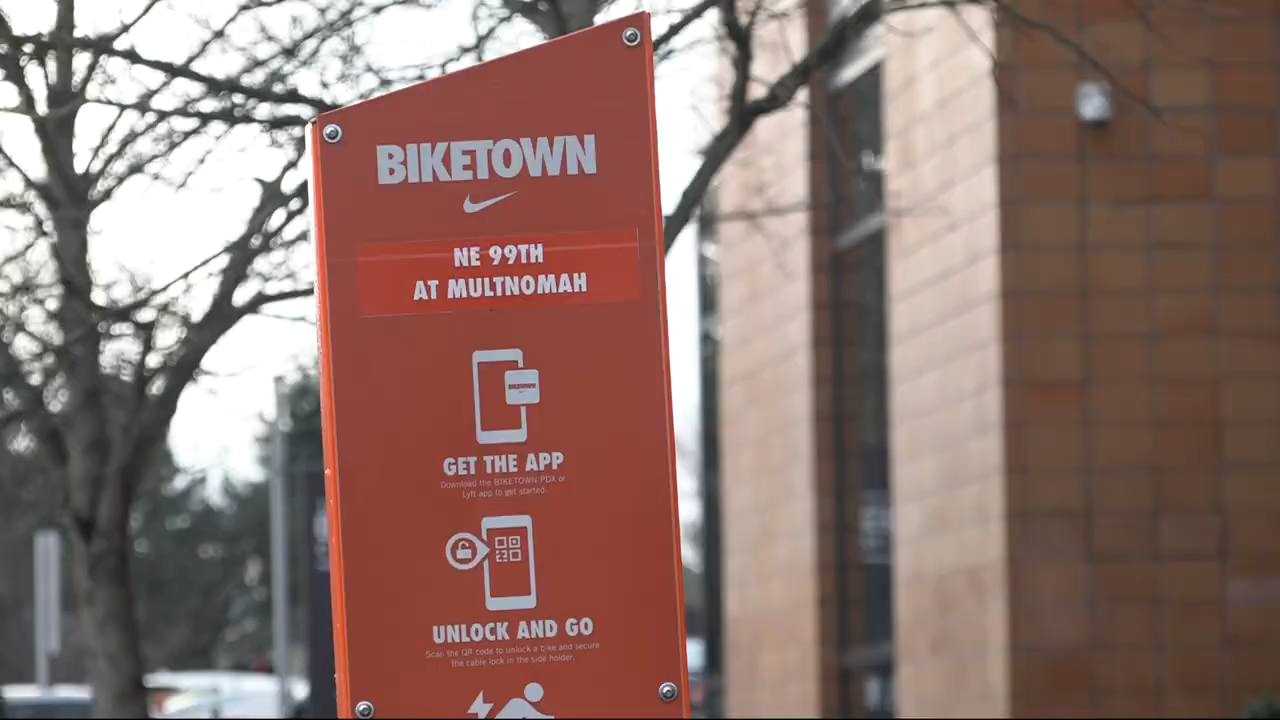 BIKETOWN
NE 99TH
AT MULTNOMAH
BIKETOWN
GET THE APP
Download the BIKETOWN PDX or
Lyft app to get started.
UNLOCK AND GO
Scan the QR code to unlock a bike and secure
the cable lock in the side holder.